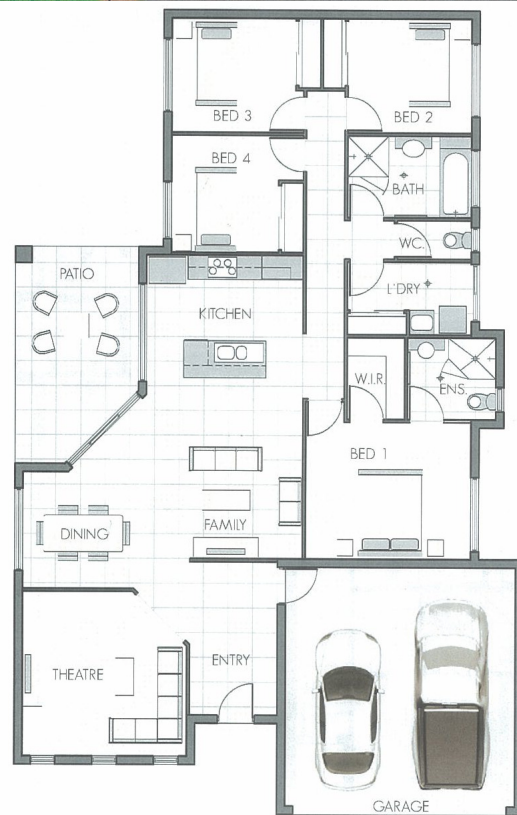 BED 3
BED 2
BED 4
BATH
WC.
PATIO
L'DRY
KITCHEN
W.I.R.
ENS.
BED 1
FAMILY
DINING
THEATRE
ENTRY
GARAGE